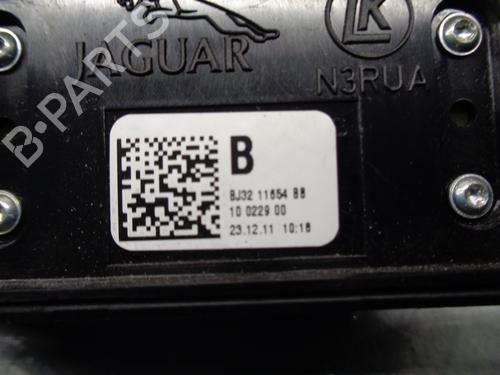 JAGUAR
LK
N3RUA
B-PARTS
B
BJ32 11654 BB
10 0229 00
23.12.11 10:18